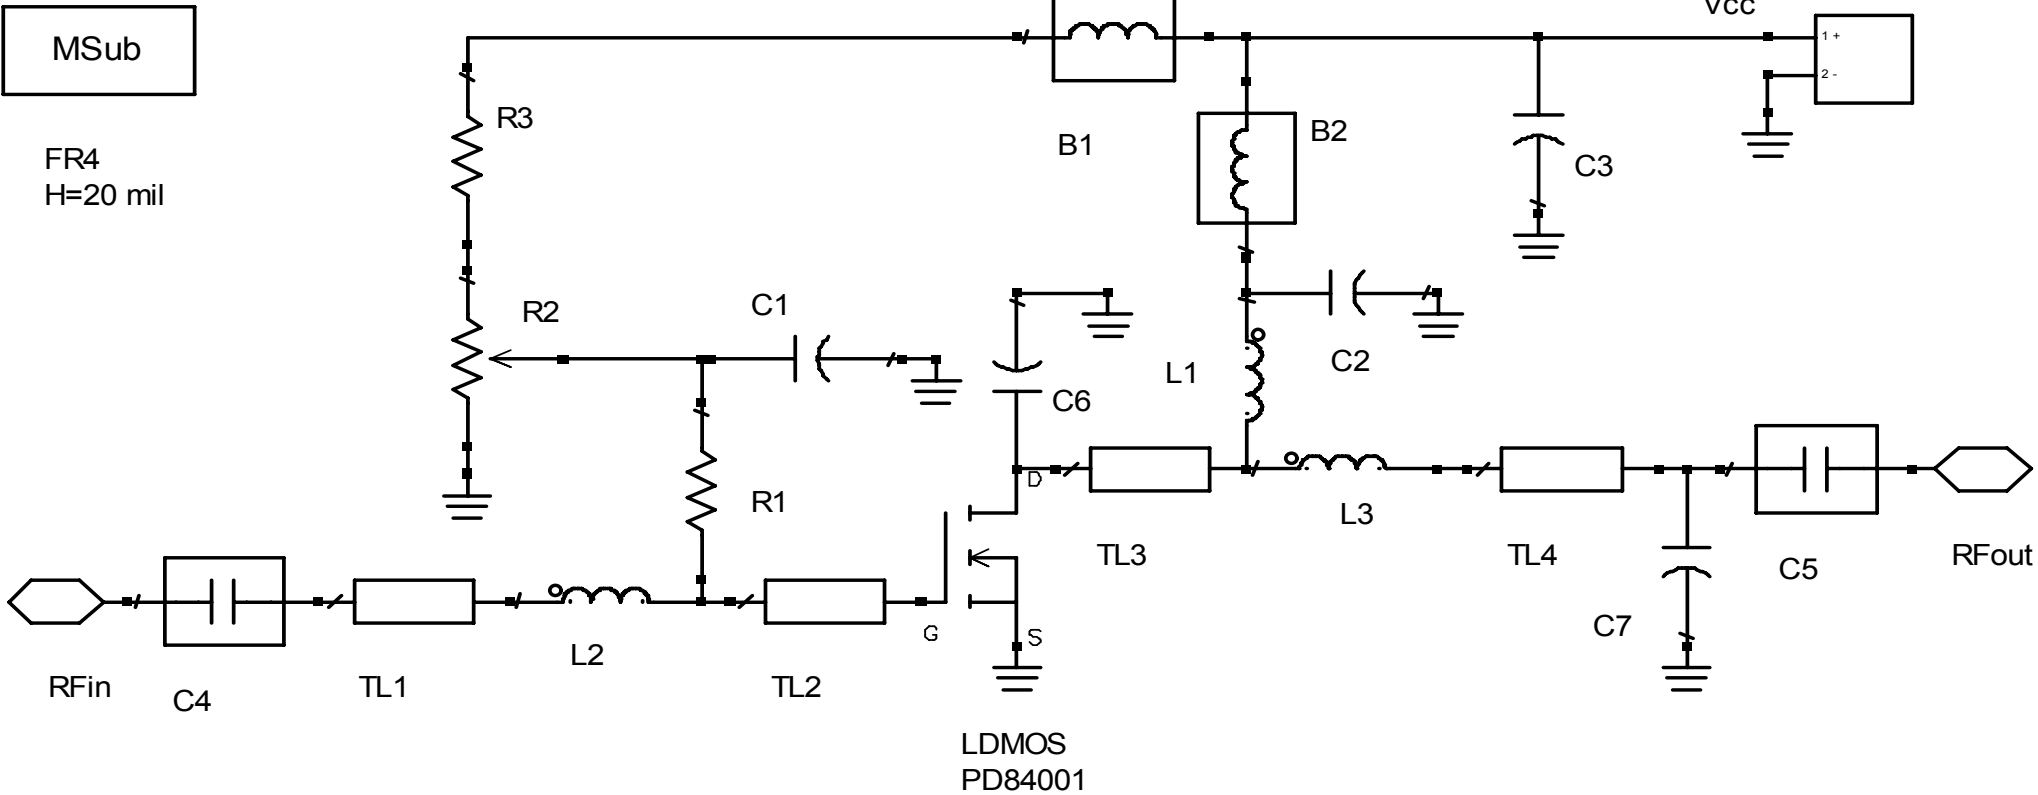 Vcc
MSub
1 +
2 -
R3
B1
B2
C3
FR4
H=20 mil
R2
C1
L1
C2
C6
D
R1
L3
TL3
TL4
C5
RFout
C7
G
S
L2
RFin
C4
TL1
TL2
LDMOS
PD84001